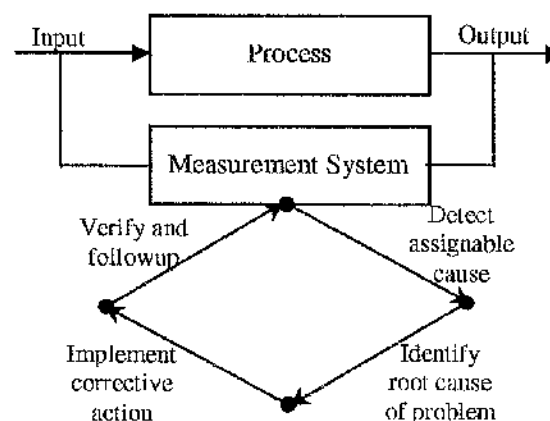 Input
Output
Process
Measurement System
Verify and
followup
Detect
assignable
cause
Implement
corrective
action
Identify
root cause
of problem